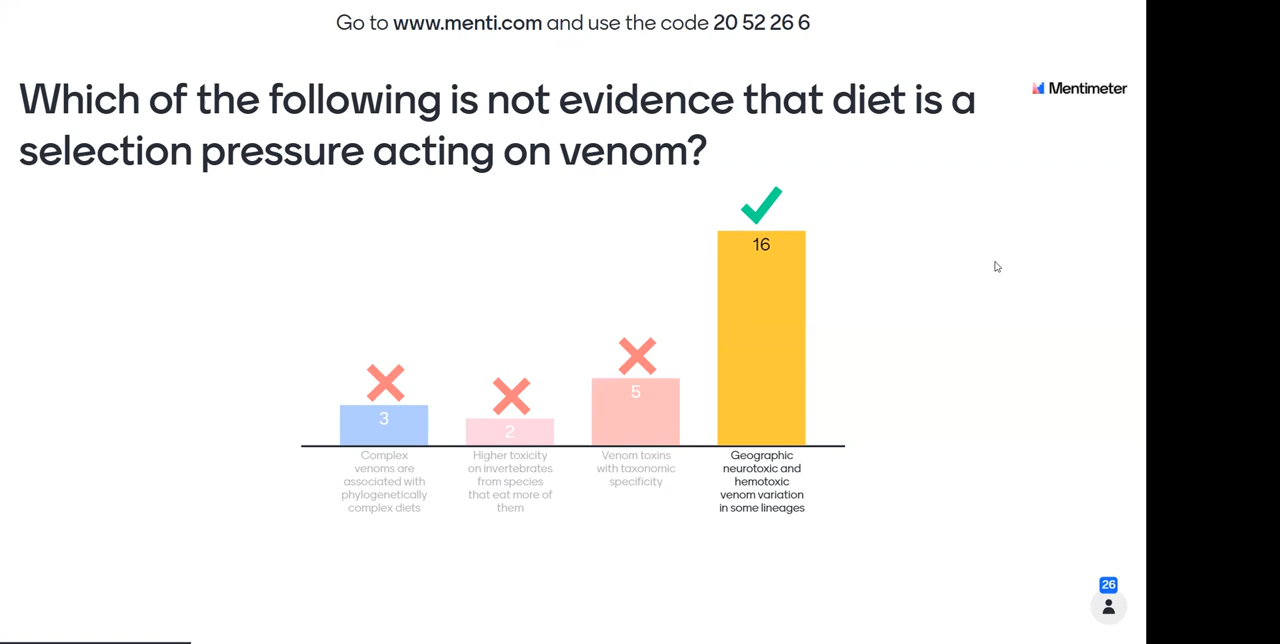 Go to www.menti.com and use the code 20 52 26 6
Mentimeter
Which of the following is not evidence that diet is a
selection pressure acting on venom?
3
2
5
16
Complex
venoms are
associated with
phylogenetically
complex diets
Higher toxicity
on invertebrates
from species
that eat more of
them
Venom toxins
with taxonomic
specificity
Geographic
neurotoxic and
hemotoxic
venom variation
in some lineages
26